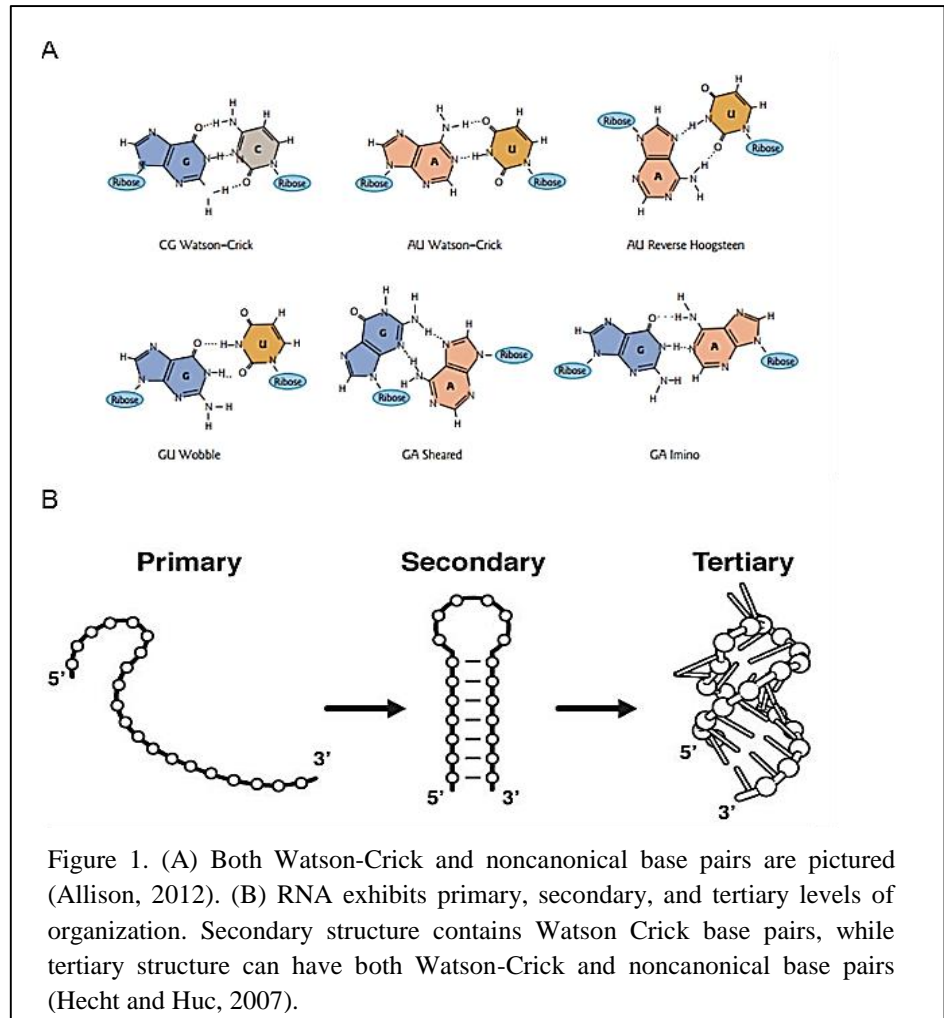 A
H
H
O
N
H
H
N
N
G
N
H
N
C
N
N
H
N
O
Ribose
Ribose
H
H
CG Watson–Crick
H
N
H
O
H
N
N
H
A
N
H
N
U
N
N
H
O
Ribose
Ribose
AU Watson–Crick
O
H
N
U
H
Ribose
H
N
N
O
Ribose
N
A
H
N
H
N
H
AU Reverse Hoogsteen
O
H
O
H
N
U
H
N
G
N
H
O
N
Ribose
N
N
N
H
Ribose
H
GU Wobble
H
H
O
N
N
G
H
N
N
H
H
N
N
H
N
Ribose
Ribose
N
A
N
H
GA Sheared
H
O
H
N
N
H
N
G
N
H
N
A
N
N
N
N
H
Ribose
Ribose
H
GA Imino
B
Primary
Secondary
Tertiary
5’
3’
5’
3’
5’
3’
Figure 1. (A) Both Watson-Crick and noncanonical base pairs are pictured
(Allison, 2012). (B) RNA exhibits primary, secondary, and tertiary levels of
organization. Secondary structure contains Watson Crick base pairs, while
tertiary structure can have both Watson-Crick and noncanonical base pairs
(Hecht and Huc, 2007).